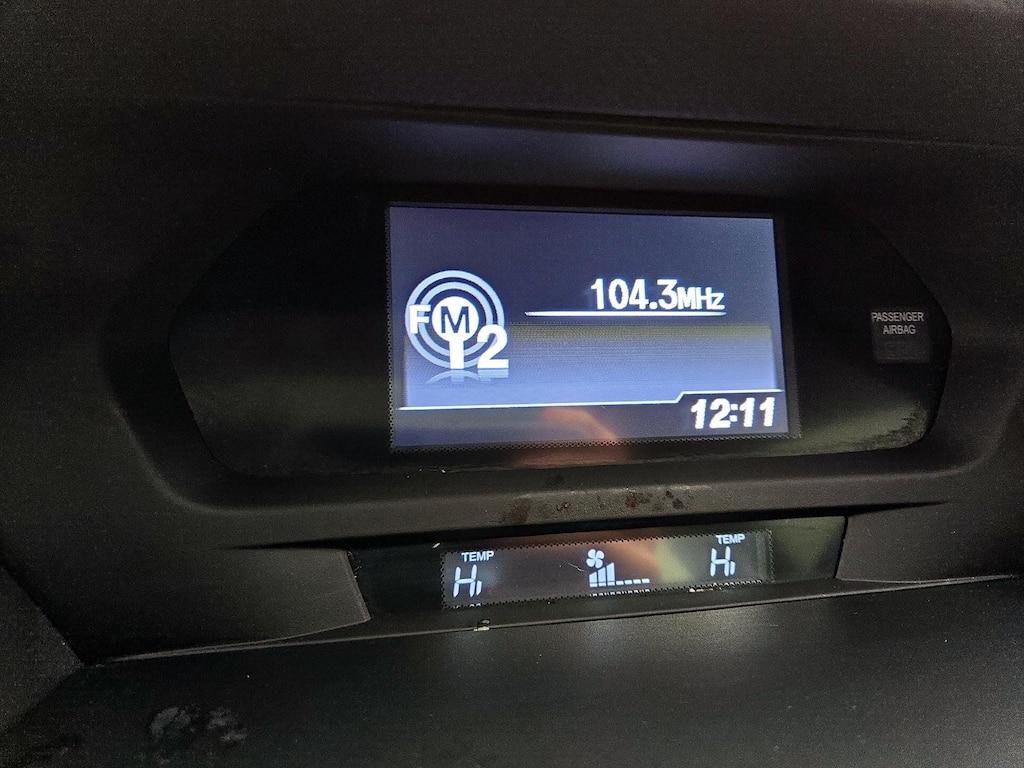 104.3MHz
FM 2
PASSENGER
AIRBAG
12:11
TEMP
Hi
TEMP
Hi